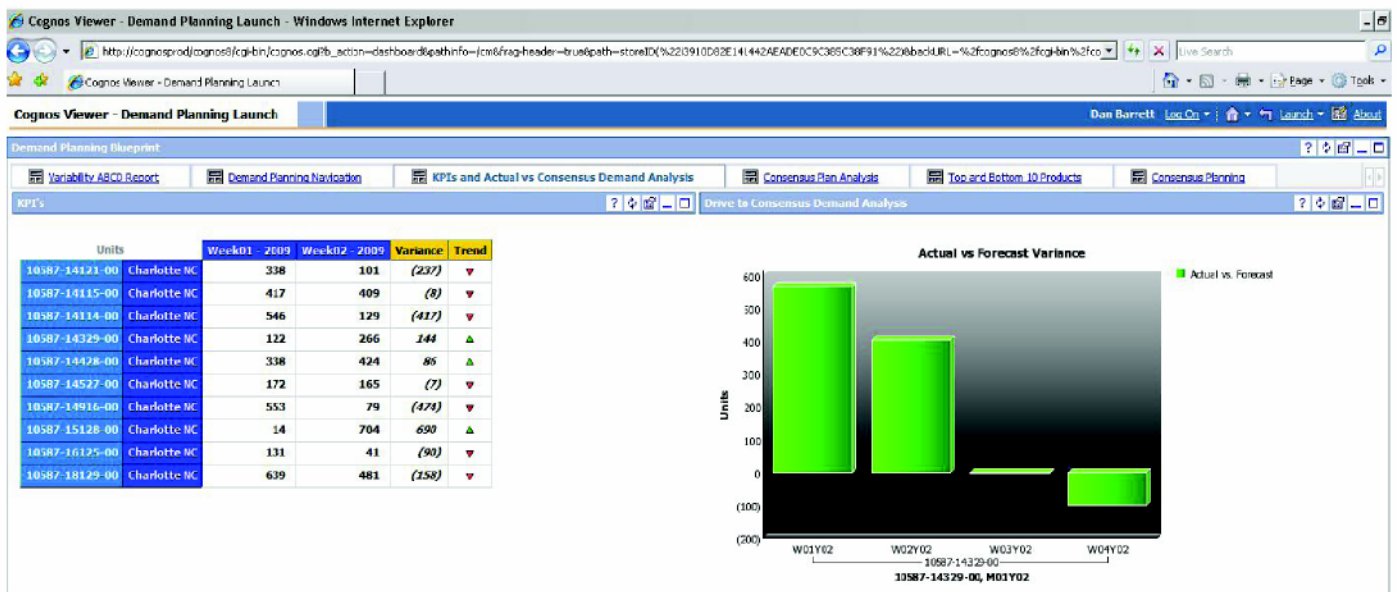 Cognos Viewer - Demand Planning Launch - Windows Internet Explorer
Live Search
Cognos Viewer - Demand Planning Launch
Page Tools
Cognos Viewer - Demand Planning Launch Dan Barrett Log On Launch About
Demand Planning Blueprint
Variability ABCD Report Demand Planning Navigation KPIs and Actual vs Consensus Demand Analysis Consensus Plan Analysis Top and Bottom 10 Products Consensus Planning
KPI's Drive to Consensus Demand Analysis
Units Week01 - 2009 Week02 - 2009 Variance Trend
10587-14121-00 Charlotte NC 338 101 (237)
10587-14115-00 Charlotte NC 417 409 (8)
10587-14114-00 Charlotte NC 546 129 (417)
10587-14329-00 Charlotte NC 122 266 144
10587-14428-00 Charlotte NC 338 424 86
10587-14527-00 Charlotte NC 172 165 (7)
10587-14916-00 Charlotte NC 553 79 (474)
10587-15128-00 Charlotte NC 14 704 690
10587-16125-00 Charlotte NC 131 41 (90)
10587-18129-00 Charlotte NC 639 481 (158)
Actual vs Forecast Variance
Actual vs. Forecast
Units
600
500
400
300
200
100
0
(100)
(200)
W01Y02 W02Y02 W03Y02 W04Y02
10587-14329-00
10587-14329-00, M01Y02